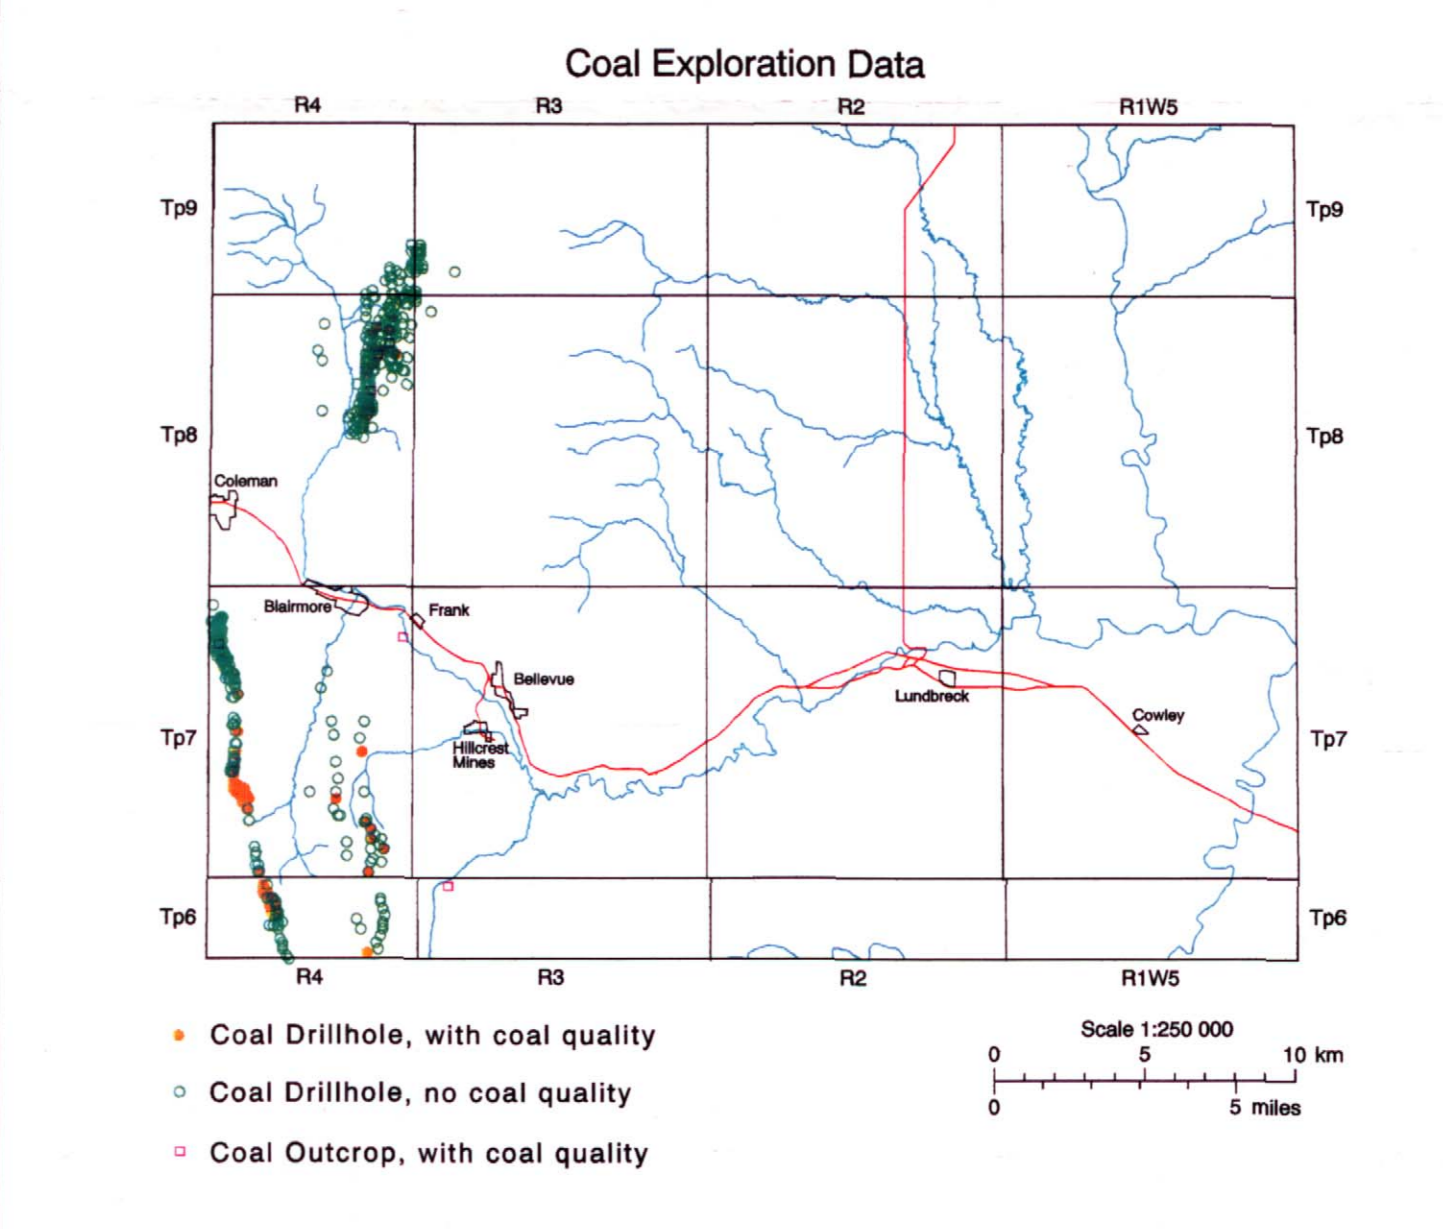 Coal Exploration Data
R4 R3 R2 R1W5
Tp9 Tp9
Tp8 Tp8
Coleman
Blairmore Frank
Bellevue
Lundbreck
Cowley
Tp7 Tp7
Hillcrest
Mines
Tp6 Tp6
R4 R3 R2 R1W5
Coal Drillhole, with coal quality
Coal Drillhole, no coal quality
Coal Outcrop, with coal quality
Scale 1:250 000
0 5 10 km
0 5 miles